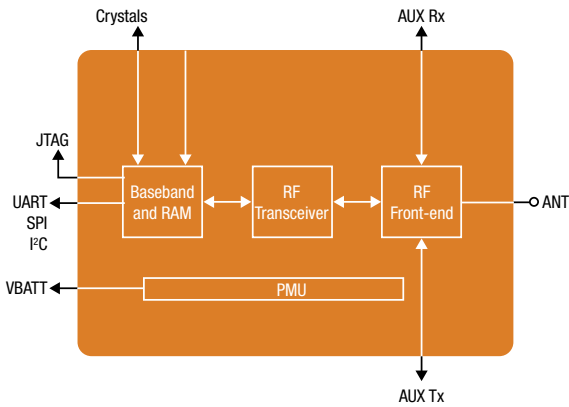 Crystals
AUX Rx
JTAG
UART
SPI
I²C
Baseband
and RAM
RF
Transceiver
RF
Front-end
ANT
VBATT
PMU
AUX Tx